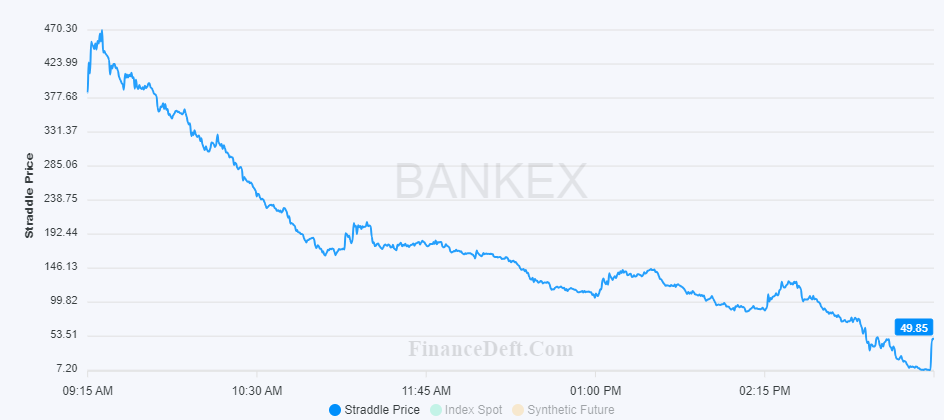 470.30
423.99
377.68
331.37
285.06
238.75
192.44
146.13
99.82
53.51
7.20
Straddle Price
BANKEX
FinanceDeft.Com
49.85
09:15 AM 10:30 AM 11:45 AM 01:00 PM 02:15 PM
Straddle Price Index Spot Synthetic Future